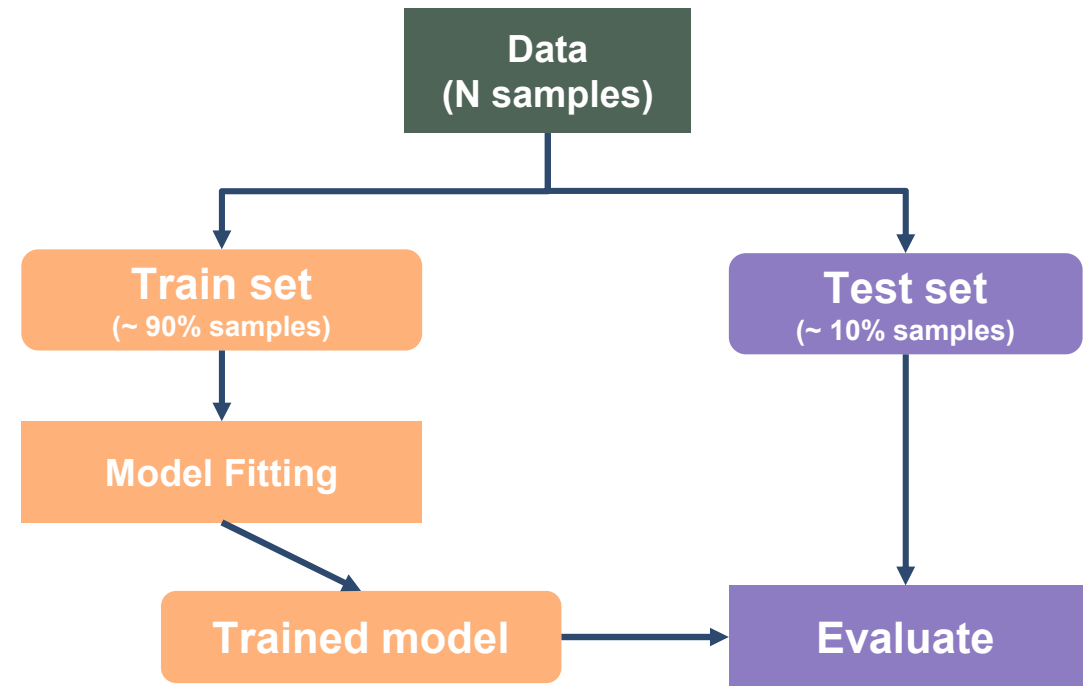 Data
(N samples)
Train set
(~ 90% samples)
Test set
(~ 10% samples)
Model Fitting
Trained model
Evaluate